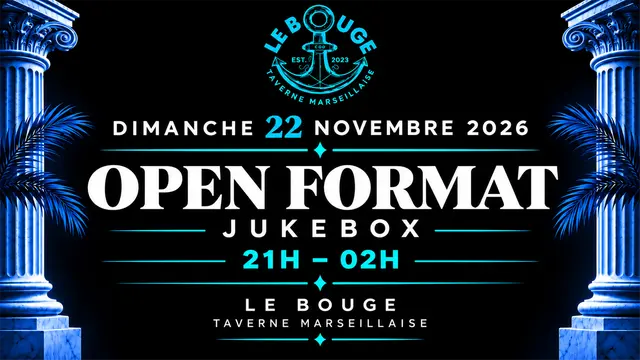 LE BOUGE
EST. 2023
TAVERNE MARSEILLAISE
DIMANCHE 22 NOVEMBRE 2026
OPEN FORMAT
JUKEBOX
21H – 02H
LE BOUGE
TAVERNE MARSEILLAISE